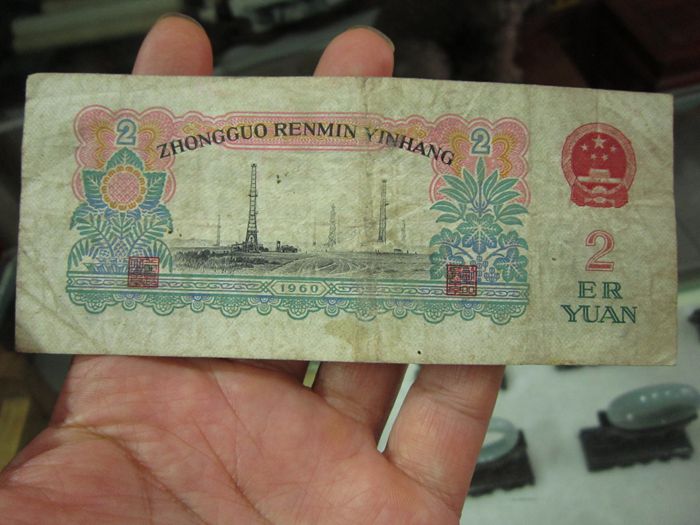 2 2
ZHONGGUO RENMIN YINHANG
1960
2
ER
YUAN